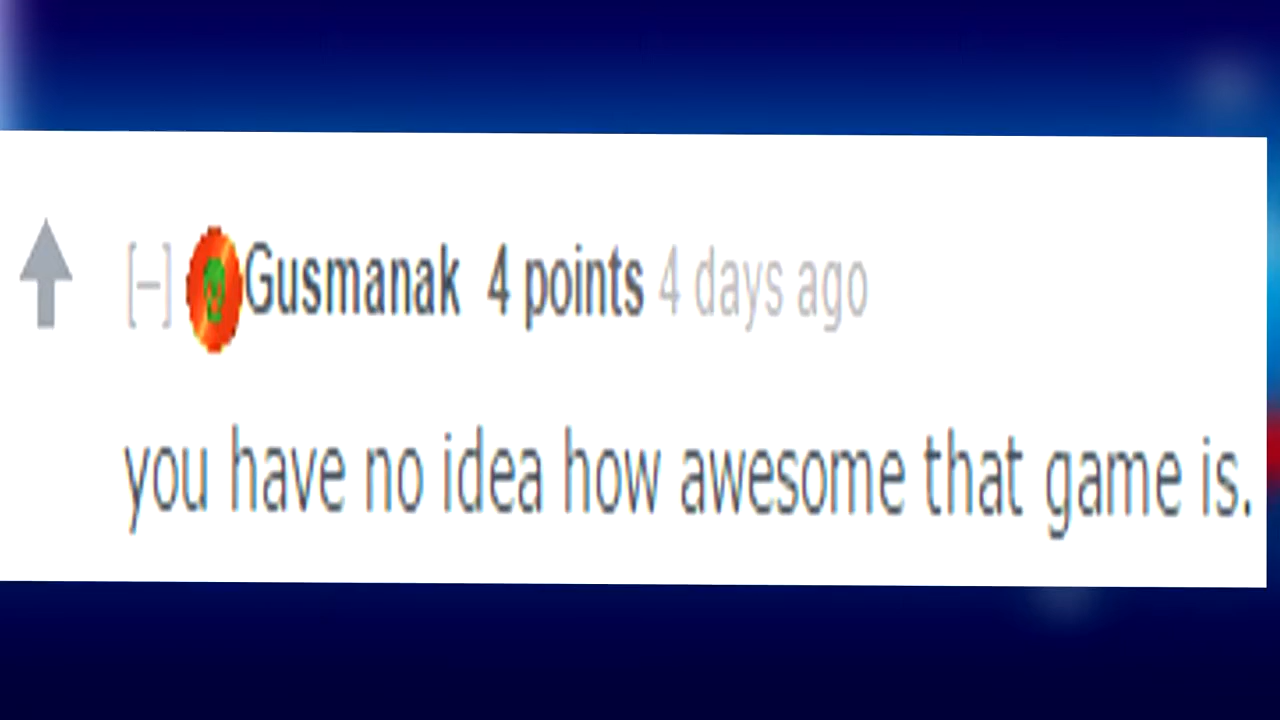 [–] Gusmanak 4 points 4 days ago
you have no idea how awesome that game is.